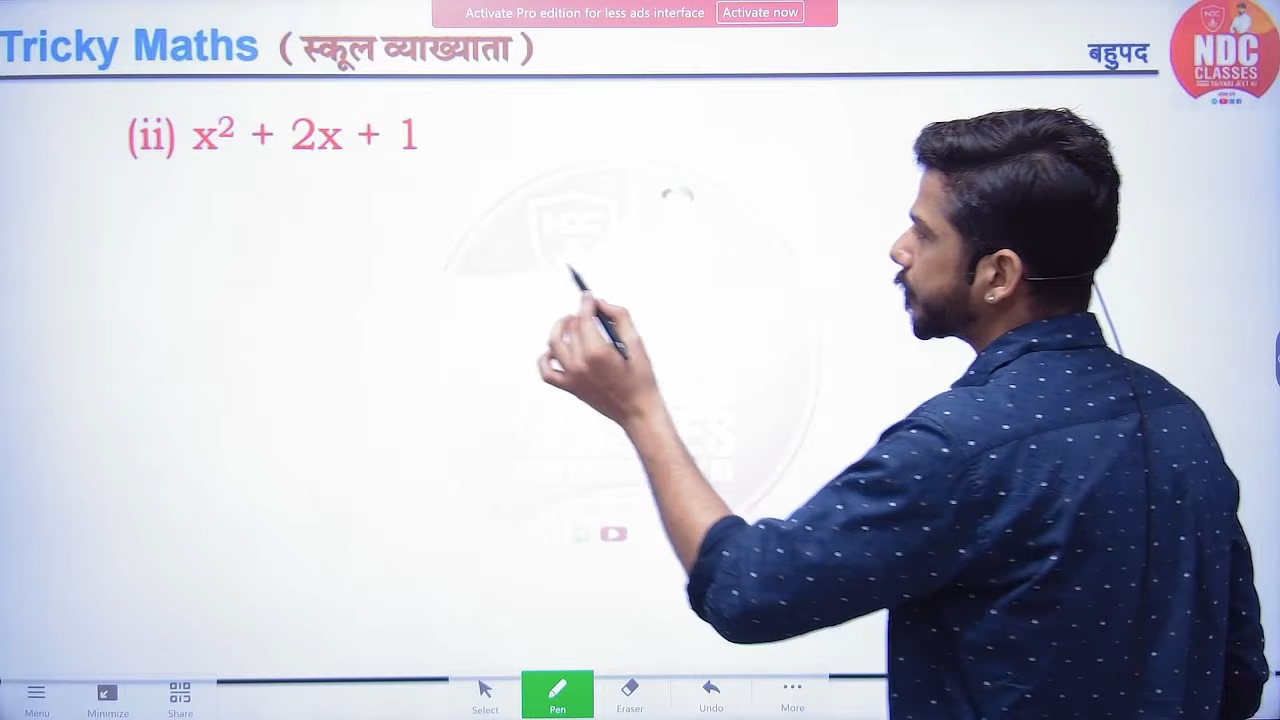 Activate Pro edition for less ads interface Activate now
Tricky Maths ( स्कूल व्याख्याता )
बहुपद
NDC
CLASSES
(ii) x² + 2x + 1
Menu
Minimize
Share
Select
Pen
Eraser
Undo
More